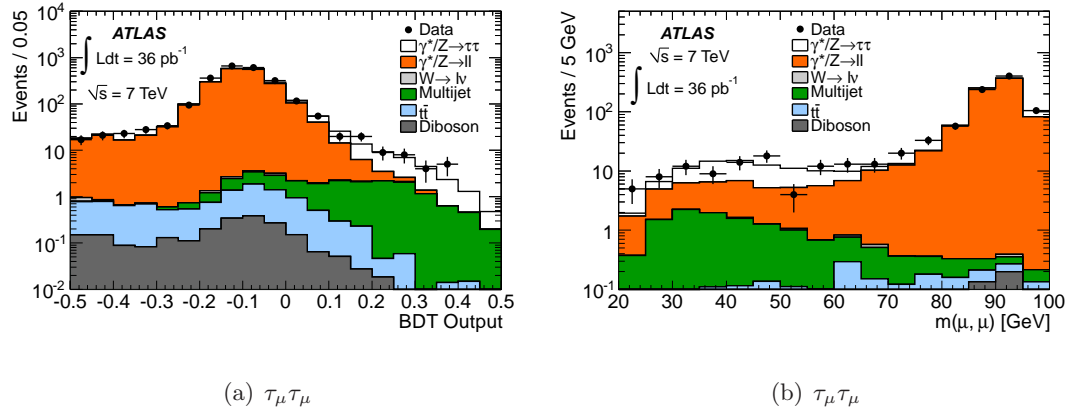 Events / 0.05
10⁴
10³
10²
10
1
10⁻¹
10⁻²
ATLAS
∫ Ldt = 36 pb⁻¹
√s = 7 TeV
Data
γ*/Z→ττ
γ*/Z→ll
W→ lν
Multijet
tt̄
Diboson
-0.5 -0.4 -0.3 -0.2 -0.1 0 0.1 0.2 0.3 0.4 0.5
BDT Output
(a) τ_μτ_μ
Events / 5 GeV
10⁵
10⁴
10³
10²
10
1
10⁻¹
ATLAS
√s = 7 TeV
∫ Ldt = 36 pb⁻¹
Data
γ*/Z→ττ
γ*/Z→ll
W→ lν
Multijet
tt̄
Diboson
20 30 40 50 60 70 80 90 100
m(μ, μ) [GeV]
(b) τ_μτ_μ